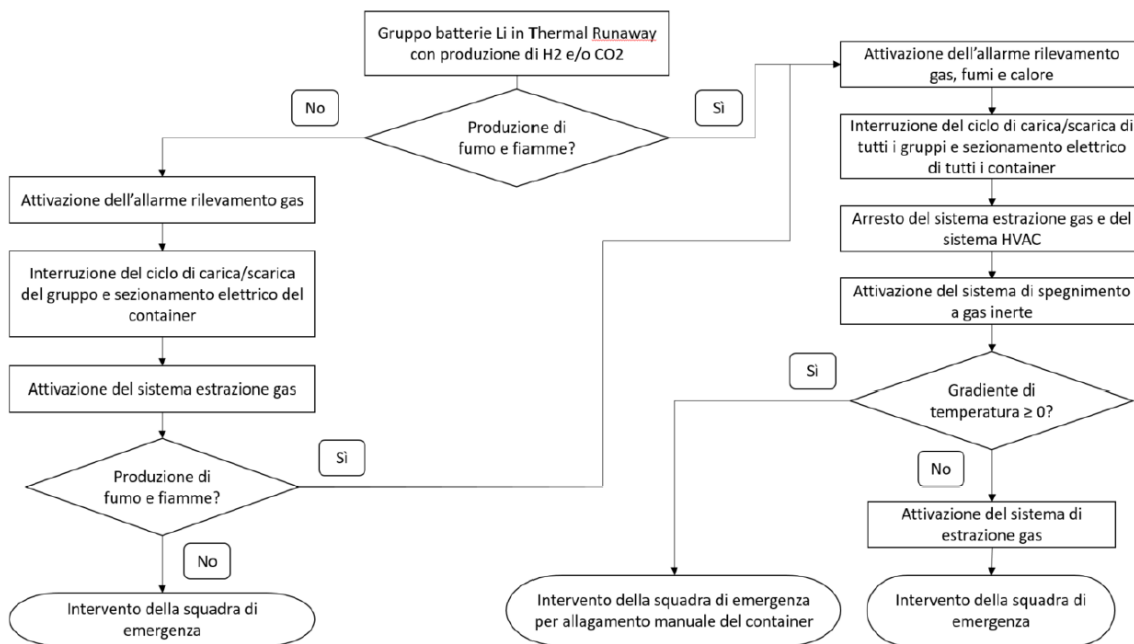 Gruppo batterie Li in Thermal Runaway
con produzione di H2 e/o CO2
Produzione di
fumo e fiamme?
No
Sì
Attivazione dell'allarme rilevamento gas
Interruzione del ciclo di carica/scarica
del gruppo e sezionamento elettrico del
container
Attivazione del sistema estrazione gas
Produzione di
fumo e fiamme?
Sì
No
Intervento della squadra di
emergenza
Attivazione dell'allarme rilevamento
gas, fumi e calore
Interruzione del ciclo di carica/scarica di
tutti i gruppi e sezionamento elettrico
di tutti i container
Arresto del sistema estrazione gas e del
sistema HVAC
Attivazione del sistema di spegnimento
a gas inerte
Gradiente di
temperatura ≥ 0?
Sì
No
Intervento della squadra di emergenza
per allagamento manuale del container
Attivazione del sistema di
estrazione gas
Intervento della squadra di
emergenza